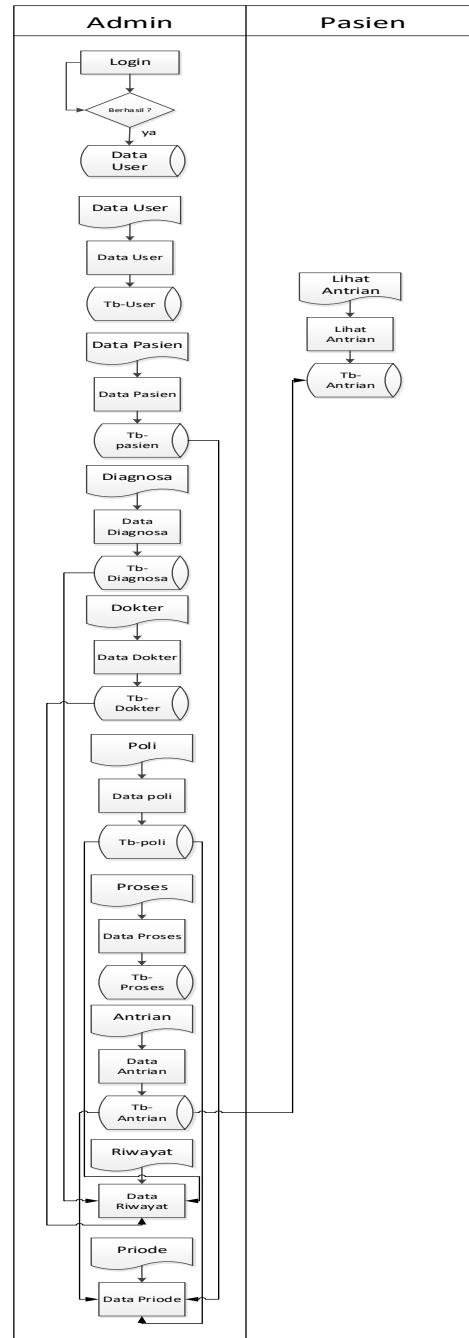 Admin
Pasien
Login
Berhasil ?
ya
Data
User
Data User
Data User
Tb-User
Data Pasien
Data Pasien
Tb-
pasien
Diagnosa
Data
Diagnosa
Tb-
Diagnosa
Dokter
Data Dokter
Tb-
Dokter
Poli
Data poli
Tb-poli
Proses
Data Proses
Tb-
Proses
Antrian
Data
Antrian
Tb-
Antrian
Riwayat
Data
Riwayat
Priode
Data Priode
Lihat
Antrian
Lihat
Antrian
Tb-
Antrian